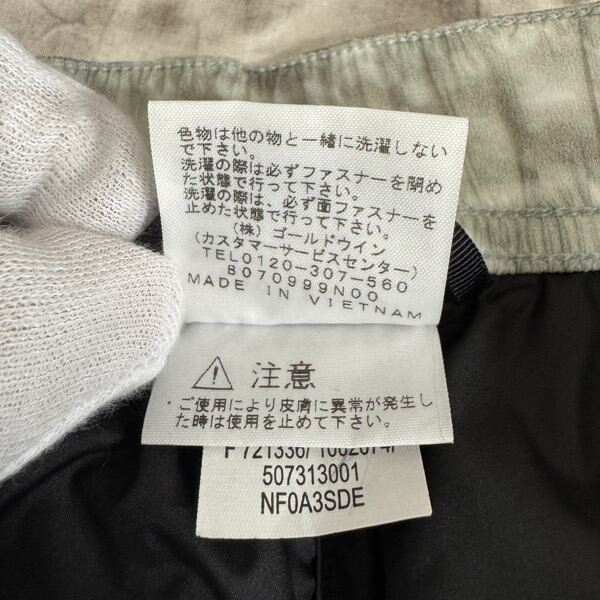 色物は他の物と一緒に洗濯しない
で下さい。
洗濯の際は必ずファスナーを閉め
た状態で行って下さい。
洗濯の際は、必ず面ファスナーを
止めた状態で行って下さい。
(株) ゴールドウイン
(カスタマーサービスセンター)
TEL0120-307-560
8070999N00
MADE IN VIETNAM
注意
・ご使用により皮膚に異常が発生し
た時は使用を止めて下さい。
F 721336/
507313001
NF0A3SDE